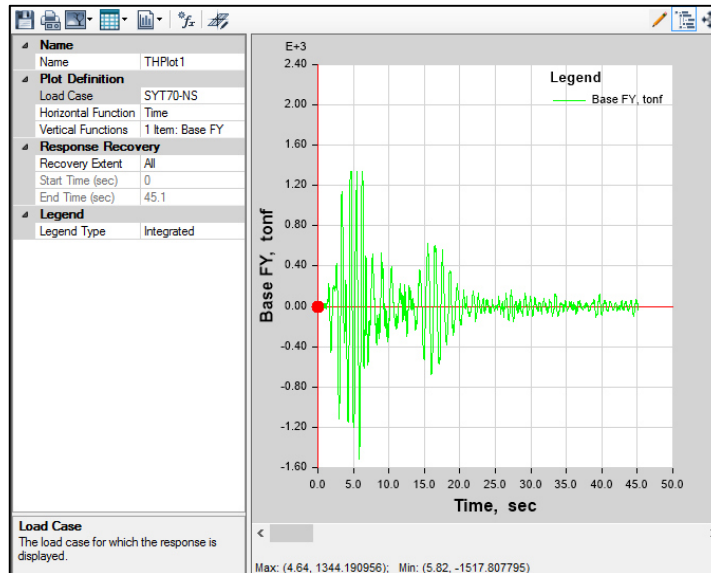 fx
Name
Name THPlot1
Plot Definition
Load Case SYT70-NS
Horizontal Function Time
Vertical Functions 1 Item: Base FY
Response Recovery
Recovery Extent All
Start Time (sec) 0
End Time (sec) 45.1
Legend
Legend Type Integrated
Load Case
The load case for which the response is
displayed.
E+3
2.40
2.00
1.60
1.20
0.80
0.40
0.00
-0.40
-0.80
-1.20
-1.60
Base FY, tonf
Legend
Base FY, tonf
0.0 5.0 10.0 15.0 20.0 25.0 30.0 35.0 40.0 45.0 50.0
Time, sec
Max: (4.64, 1344.190956); Min: (5.82, -1517.807795)